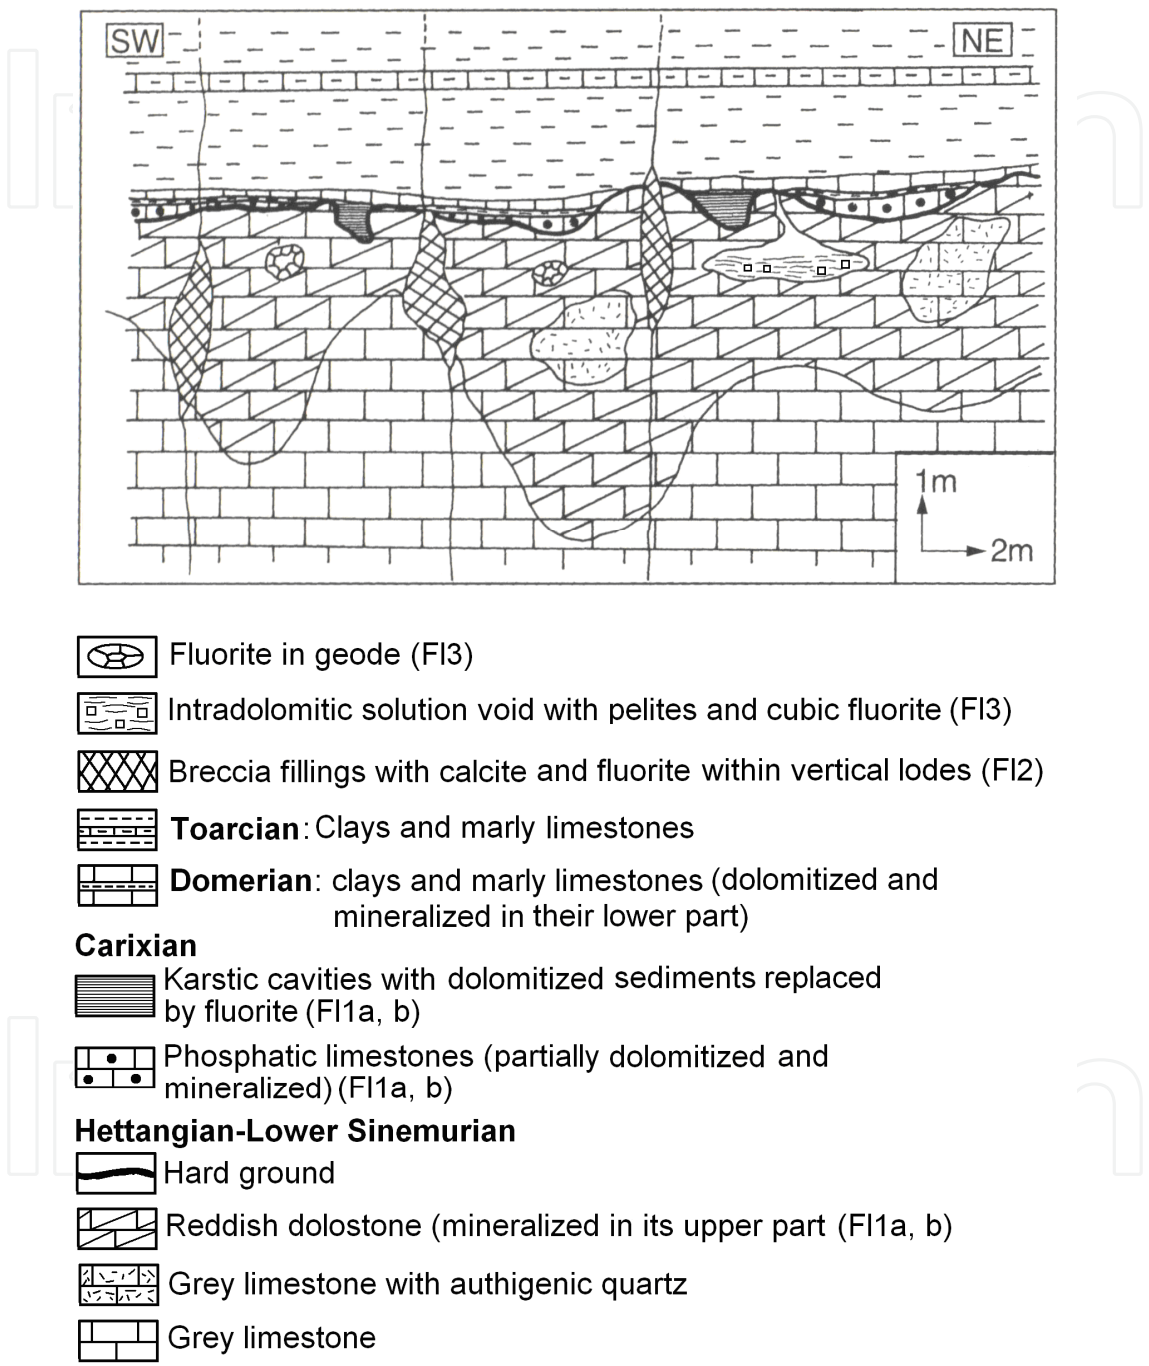 SW
NE
1m
2m
Fluorite in geode (Fl3)
Intradolomitic solution void with pelites and cubic fluorite (Fl3)
Breccia fillings with calcite and fluorite within vertical lodes (Fl2)
Toarcian: Clays and marly limestones
Domerian: clays and marly limestones (dolomitized and
mineralized in their lower part)
Carixian
Karstic cavities with dolomitized sediments replaced
by fluorite (Fl1a, b)
Phosphatic limestones (partially dolomitized and
mineralized) (Fl1a, b)
Hettangian-Lower Sinemurian
Hard ground
Reddish dolostone (mineralized in its upper part (Fl1a, b)
Grey limestone with authigenic quartz
Grey limestone